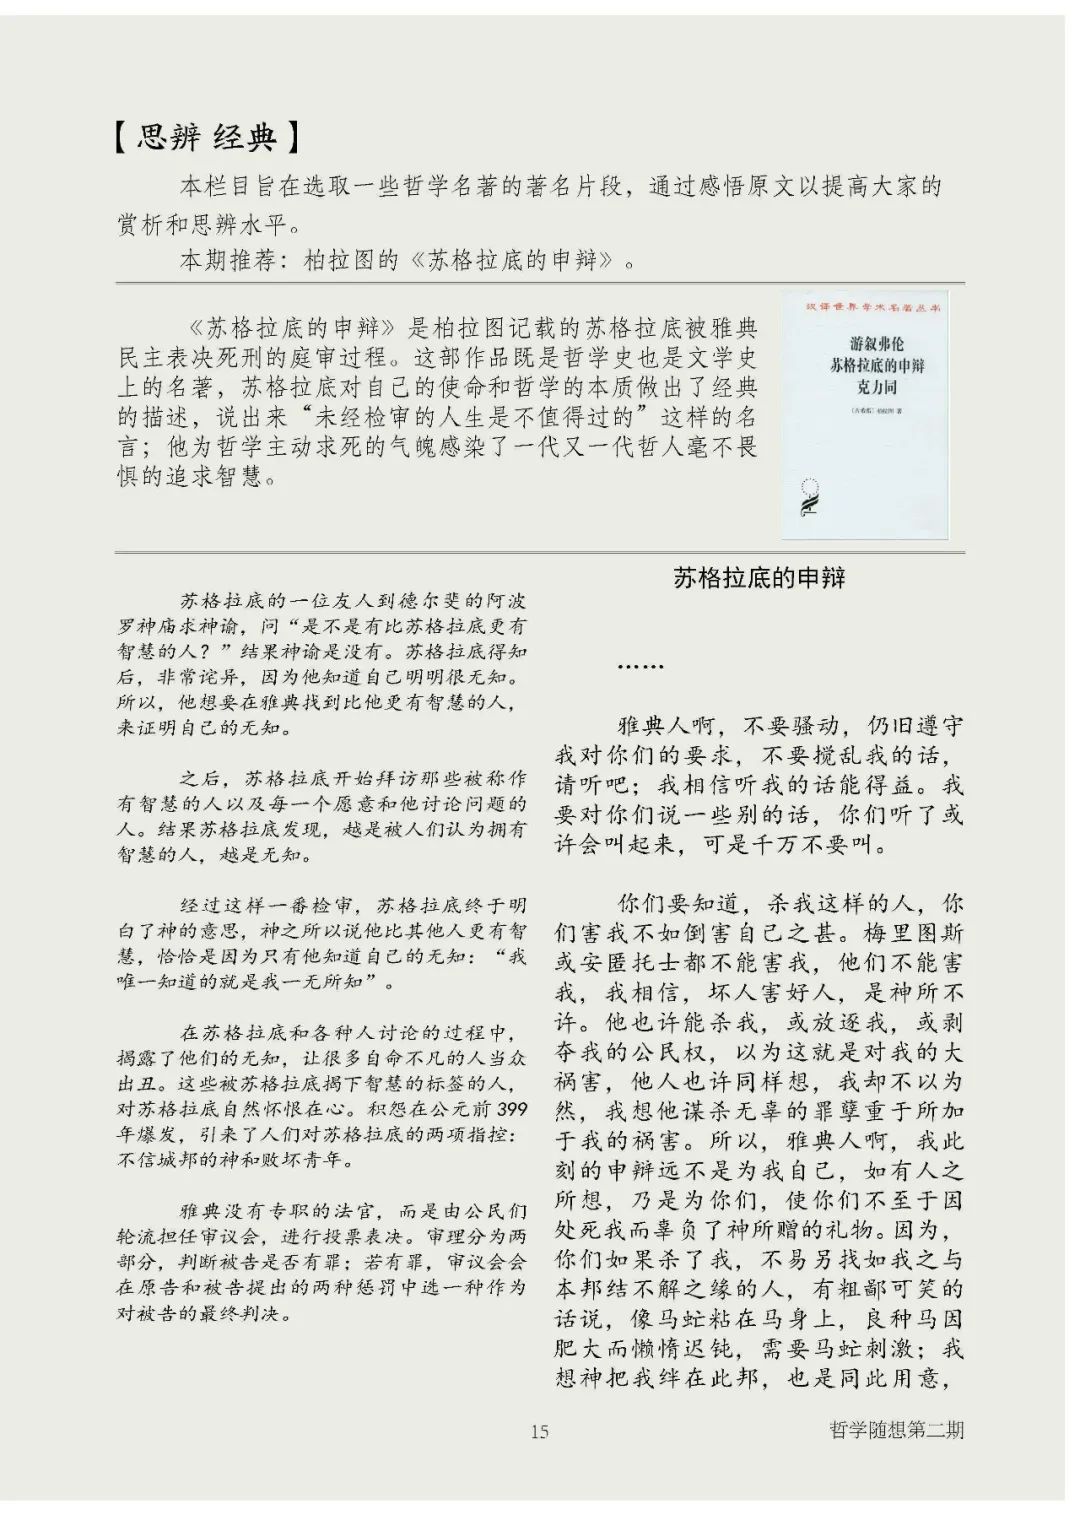 【思辨 经典】
本栏目旨在选取一些哲学名著的著名片段，通过感悟原文以提高大家的
赏析和思辨水平。
本期推荐：柏拉图的《苏格拉底的申辩》。
《苏格拉底的申辩》是柏拉图记载的苏格拉底被雅典
民主表决死刑的庭审过程。这部作品既是哲学史也是文学史
上的名著，苏格拉底对自己的使命和哲学的本质做出了经典
的描述，说出来“未经检审的人生是不值得过的”这样的名
言；他为哲学主动求死的气魄感染了一代又一代哲人毫不畏
惧的追求智慧。
汉译世界学术名著丛书
游叙弗伦
苏格拉底的申辩
克力同
〔古希腊〕柏拉图 著
苏格拉底的一位友人到德尔斐的阿波
罗神庙求神谕，问“是不是有比苏格拉底更有
智慧的人？”结果神谕是没有。苏格拉底得知
后，非常诧异，因为他知道自己明明很无知。
所以，他想要在雅典找到比他更有智慧的人，
来证明自己的无知。
之后，苏格拉底开始拜访那些被称作
有智慧的人以及每一个愿意和他讨论问题的
人。结果苏格拉底发现，越是被人们认为拥有
智慧的人，越是无知。
经过这样一番检审，苏格拉底终于明
白了神的意思，神之所以说他比其他人更有智
慧，恰恰是因为只有他知道自己的无知：“我
唯一知道的就是我一无所知”。
在苏格拉底和各种人讨论的过程中，
揭露了他们的无知，让很多自命不凡的人当众
出丑。这些被苏格拉底揭下智慧的标签的人，
对苏格拉底自然怀恨在心。积怨在公元前 399
年爆发，引来了人们对苏格拉底的两项指控：
不信城邦的神和败坏青年。
雅典没有专职的法官，而是由公民们
轮流担任审议会，进行投票表决。审理分为两
部分，判断被告是否有罪；若有罪，审议会会
在原告和被告提出的两种惩罚中选一种作为
对被告的最终判决。
苏格拉底的申辩
……
雅典人啊，不要骚动，仍旧遵守
我对你们的要求，不要搅乱我的话，
请听吧；我相信听我的话能得益。我
要对你们说一些别的话，你们听了或
许会叫起来，可是千万不要叫。
你们要知道，杀我这样的人，你
们害我不如倒害自己之甚。梅里图斯
或安匿托士都不能害我，他们不能害
我，我相信，坏人害好人，是神所不
许。他也许能杀我，或放逐我，或剥
夺我的公民权，以为这就是对我的大
祸害，他人也许同样想，我却不以为
然，我想他谋杀无辜的罪孽重于所加
于我的祸害。所以，雅典人啊，我此
刻的申辩远不是为我自己，如有人之
所想，乃是为你们，使你们不至于因
处死我而辜负了神所赠的礼物。因为，
你们如果杀了我，不易另找如我之与
本邦结不解之缘的人，有粗鄙可笑的
话说，像马虻粘在马身上，良种马因
肥大而懒惰迟钝，需要马虻刺激；我
想神把我绊在此邦，也是同此用意，
15
哲学随想第二期